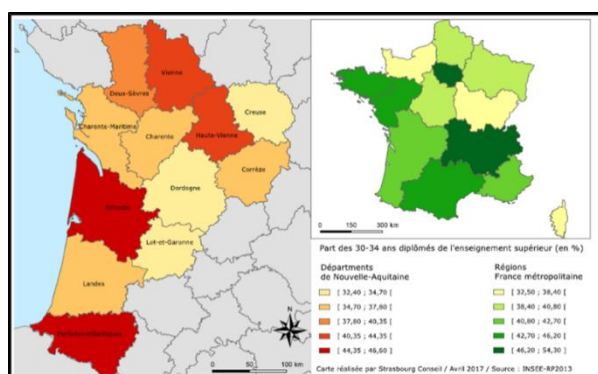 Vienne
Deux-Sèvres
Creuse
Charente-Maritime
Charente
Haute-Vienne
Corrèze
Dordogne
Gironde
Lot-et-Garonne
Landes
Pyrénées-Atlantiques
N
0 50 100 km
0 150 300 km
Part des 30-34 ans diplômés de l'enseignement supérieur (en %)
Départements
de Nouvelle-Aquitaine
[ 32,40 ; 34,70 [
[ 34,70 ; 37,80 [
[ 37,80 ; 40,35 [
[ 40,35 ; 44,35 [
[ 44,35 ; 46,60 ]
Régions
France métropolitaine
[ 32,50 ; 38,40 [
[ 38,40 ; 40,80 [
[ 40,80 ; 42,70 [
[ 42,70 ; 46,20 [
[ 46,20 ; 54,30 ]
Carte réalisée par Strasbourg Conseil / Avril 2017 / Source : INSEE-RP2013